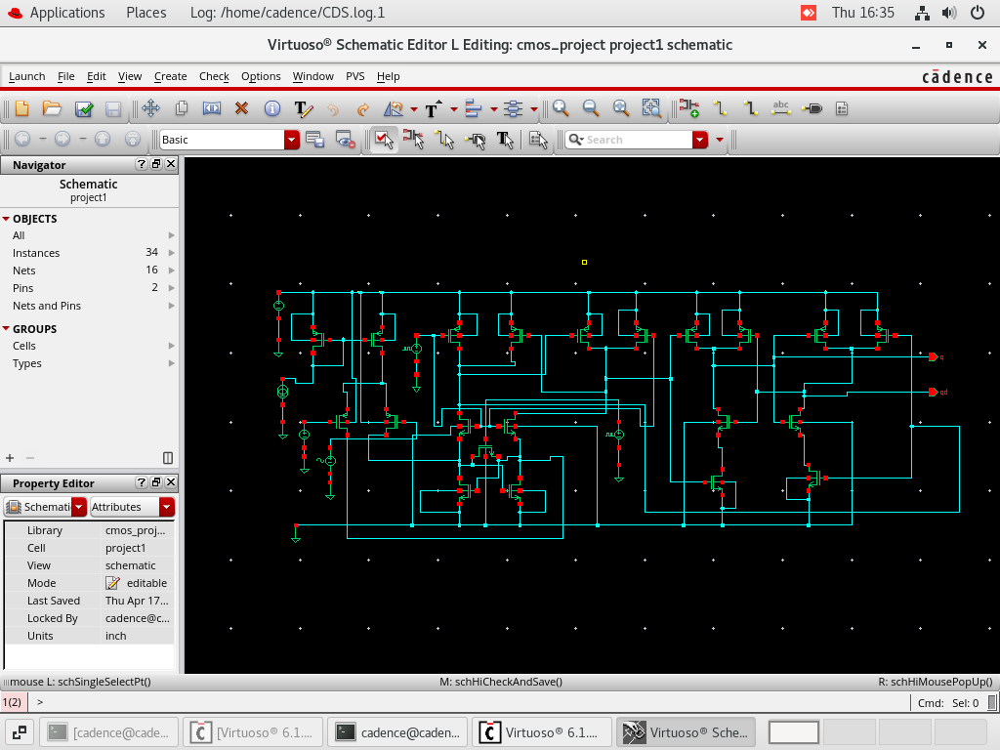 Applications Places Log: /home/cadence/CDS.log.1 Thu 16:35
Virtuoso® Schematic Editor L Editing: cmos_project project1 schematic
Launch File Edit View Create Check Options Window PVS Help cādence
abc
Basic Search
Navigator
Schematic
project1
OBJECTS
All
Instances 34
Nets 16
Pins 2
Nets and Pins
GROUPS
Cells
Types
q
qd
Property Editor
Schemati Attributes
Library cmos_proj...
Cell project1
View schematic
Mode editable
Last Saved Thu Apr 17...
Locked By cadence@c...
Units inch
mouse L: schSingleSelectPt() M: schHiCheckAndSave() R: schHiMousePopUp()
1(2) > Cmd: Sel: 0
[cadence@cade... [Virtuoso® 6.1.... cadence@caden... Virtuoso® 6.1.... Virtuoso® Sche...